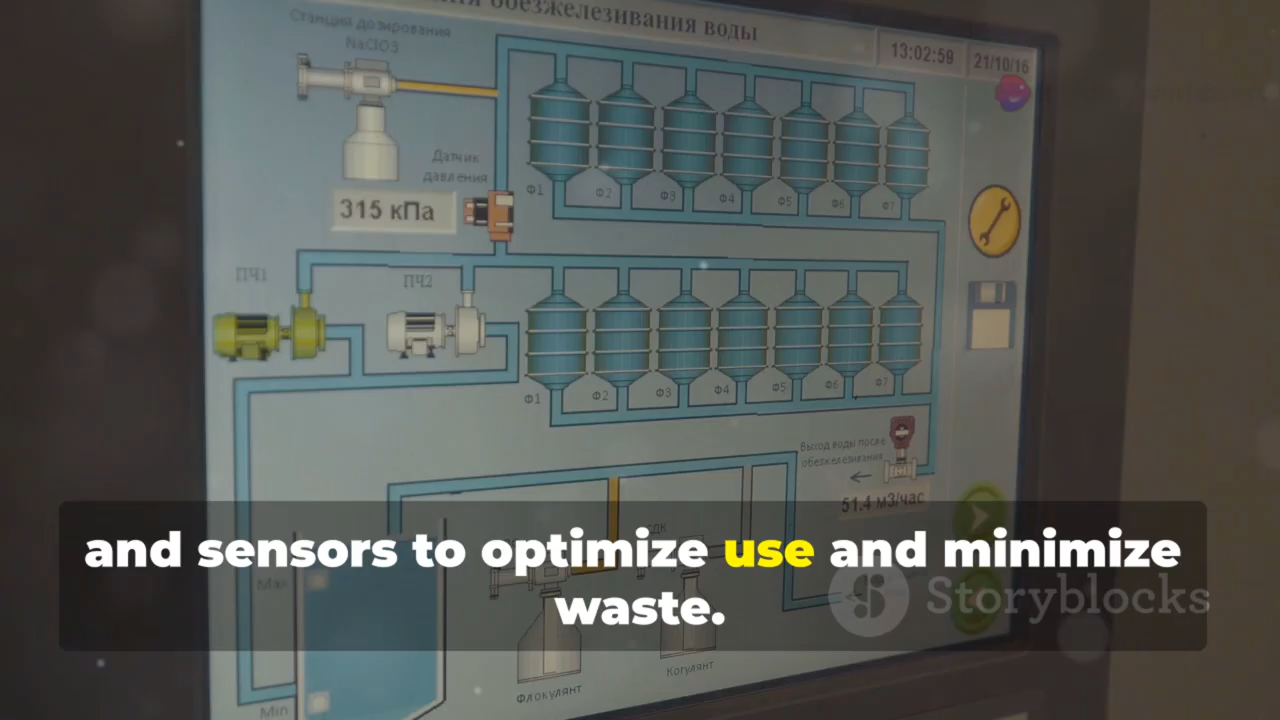 обезжелезивания воды
13:02:59
21/10/16
Станция дозирования
NaClO3
Датчик
давления
315 кПа
Ф1 Ф2 Ф3 Ф4 Ф5 Ф6 Ф7
ПЧ1
ПЧ2
Ф1 Ф2 Ф3 Ф4 Ф5 Ф6 Ф7
Выход воды после
обезжелезивания
51.4 м3/час
and sensors to optimize use and minimize
waste.
Storyblocks
Max
Min
Флокулянт
Когулянт